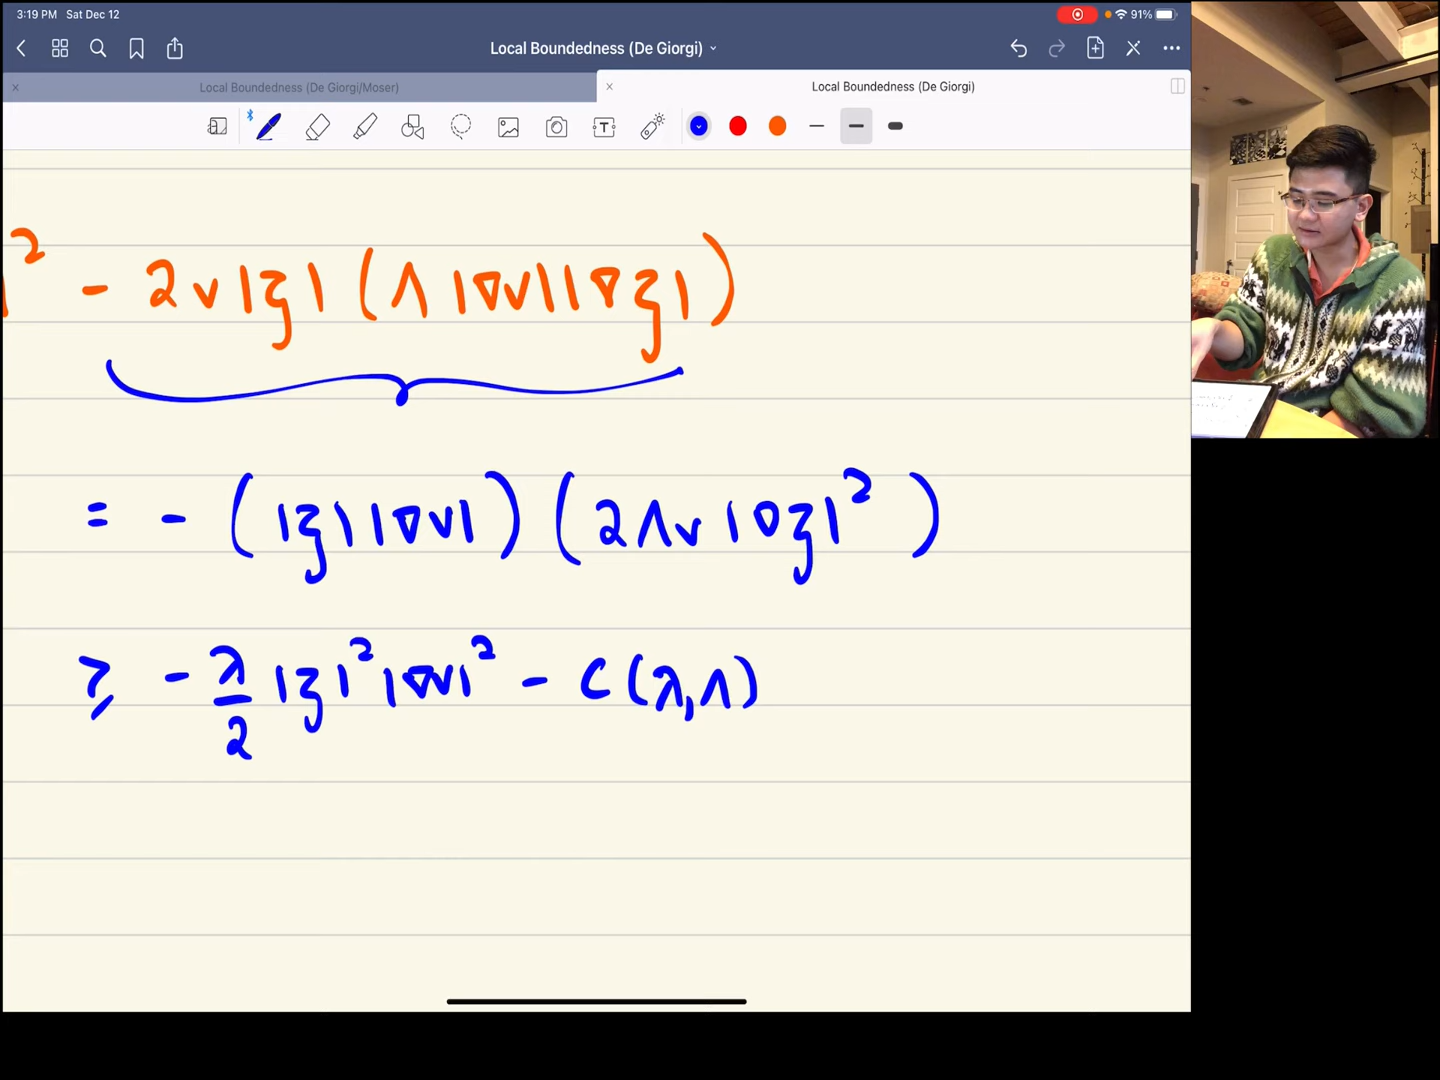 3:19 PM Sat Dec 12
91%
Local Boundedness (De Giorgi)
Local Boundedness (De Giorgi/Moser)
Local Boundedness (De Giorgi)
|² - 2v|ξ|(Λ|∇v||∇ξ|)
= - (|ξ||∇v|)(2Λv|∇ξ|²)
≥ - λ/2 |ξ|²|∇v|² - C(λ,Λ)